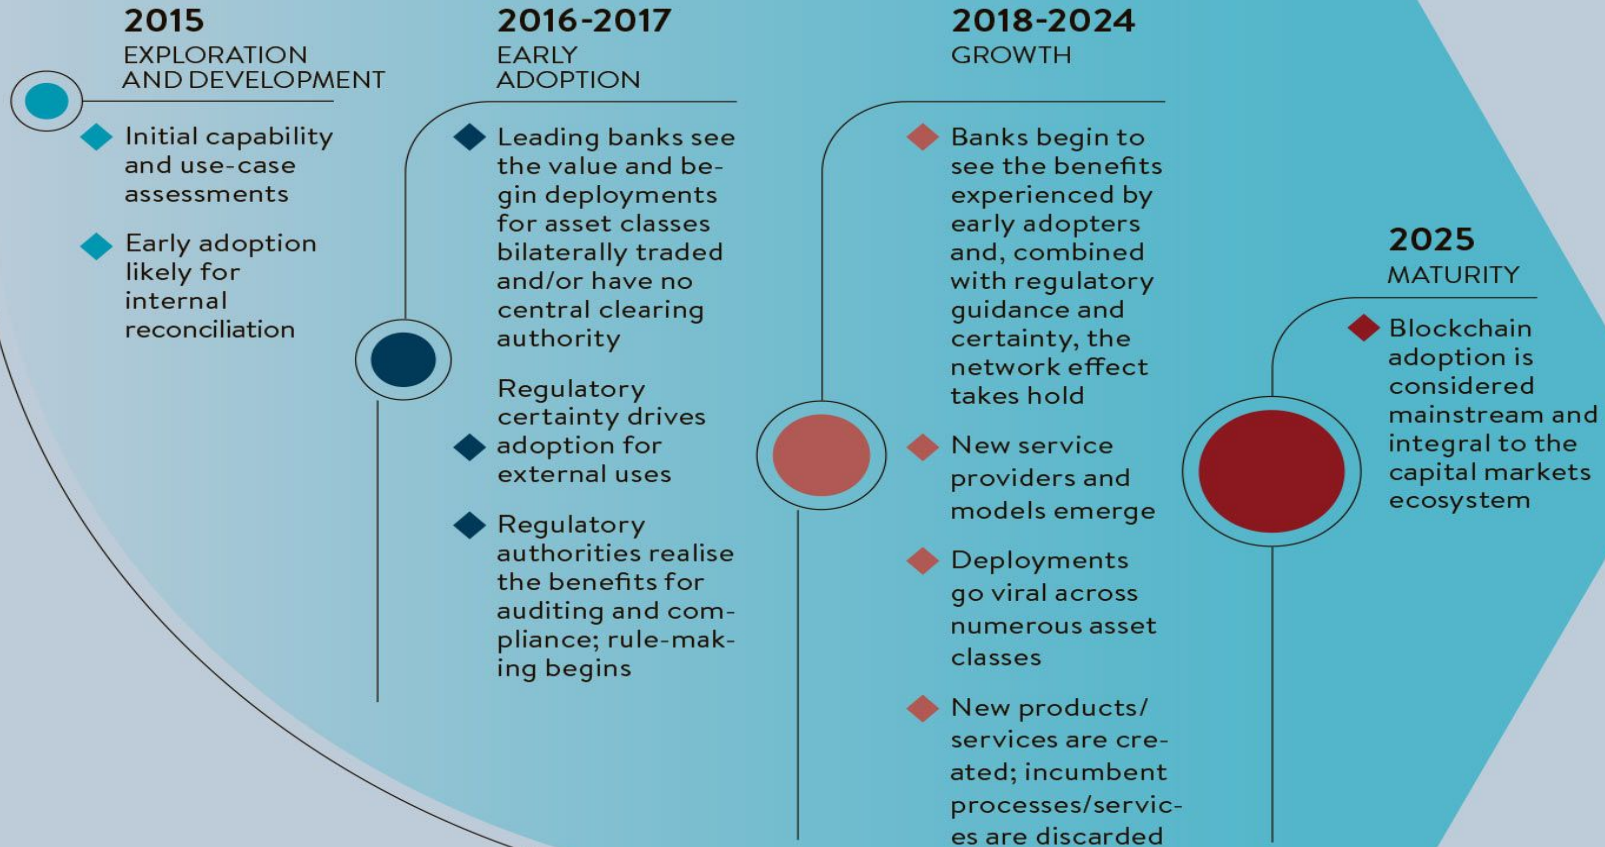 2015
EXPLORATION
AND DEVELOPMENT
Initial capability
and use-case
assessments
Early adoption
likely for
internal
reconciliation
2016-2017
EARLY
ADOPTION
Leading banks see
the value and be-
gin deployments
for asset classes
bilaterally traded
and/or have no
central clearing
authority
Regulatory
certainty drives
adoption for
external uses
Regulatory
authorities realise
the benefits for
auditing and com-
pliance; rule-mak-
ing begins
2018-2024
GROWTH
Banks begin to
see the benefits
experienced by
early adopters
and, combined
with regulatory
guidance and
certainty, the
network effect
takes hold
New service
providers and
models emerge
Deployments
go viral across
numerous asset
classes
New products/
services are cre-
ated; incumbent
processes/servic-
es are discarded
2025
MATURITY
Blockchain
adoption is
considered
mainstream and
integral to the
capital markets
ecosystem